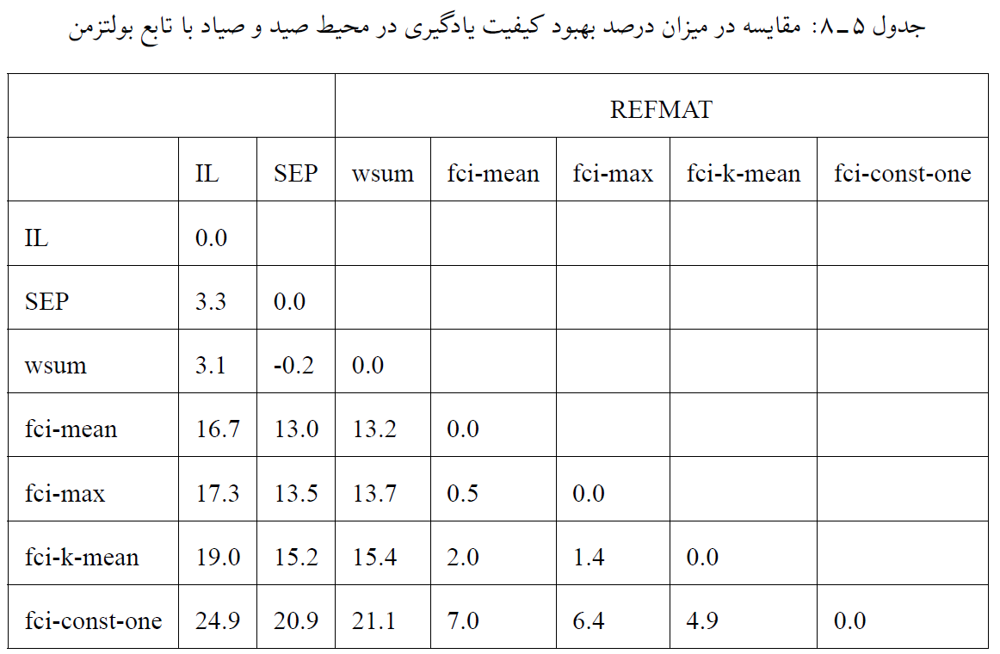 جدول ۵ـ۸: مقایسه در میزان درصد بهبود کیفیت یادگیری در محیط صید و صیاد با تابع بولتزمن
REFMAT
IL SEP wsum fci-mean fci-max fci-k-mean fci-const-one
IL 0.0
SEP 3.3 0.0
wsum 3.1 -0.2 0.0
fci-mean 16.7 13.0 13.2 0.0
fci-max 17.3 13.5 13.7 0.5 0.0
fci-k-mean 19.0 15.2 15.4 2.0 1.4 0.0
fci-const-one 24.9 20.9 21.1 7.0 6.4 4.9 0.0